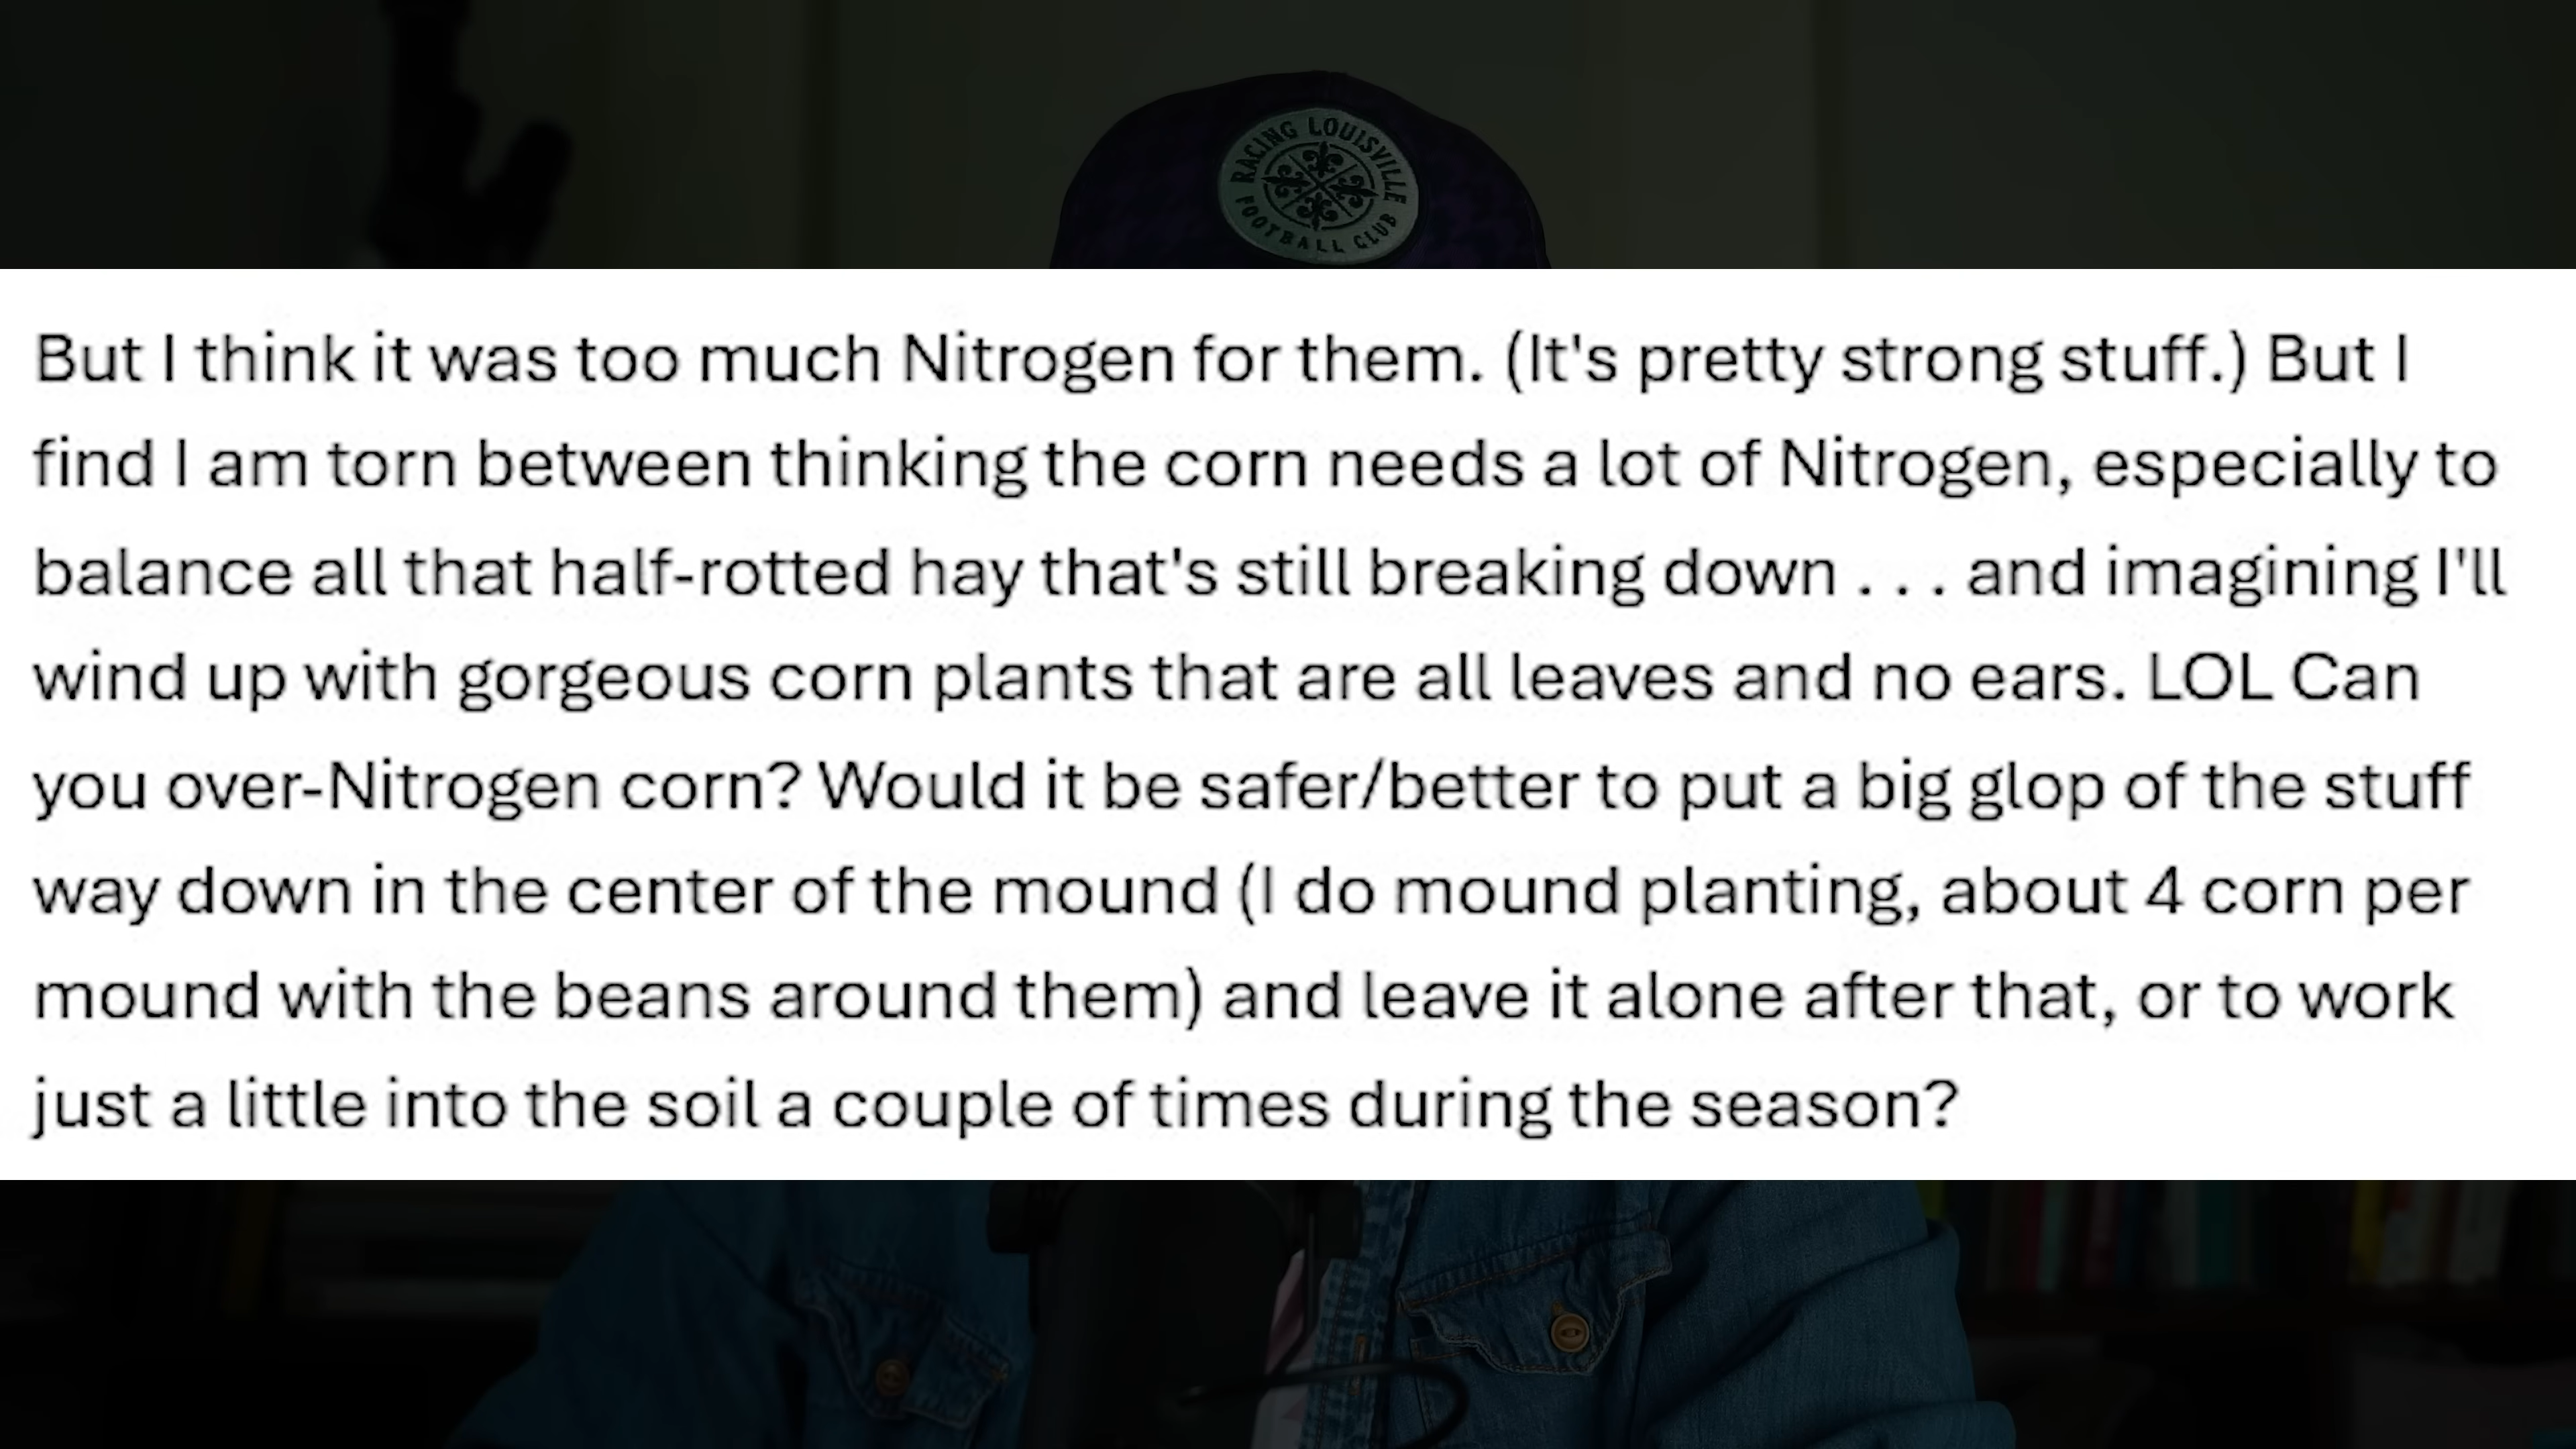 RACING LOUISVILLE
FOOTBALL CLUB
But I think it was too much Nitrogen for them. (It's pretty strong stuff.) But I
find I am torn between thinking the corn needs a lot of Nitrogen, especially to
balance all that half-rotted hay that's still breaking down . . . and imagining I'll
wind up with gorgeous corn plants that are all leaves and no ears. LOL Can
you over-Nitrogen corn? Would it be safer/better to put a big glop of the stuff
way down in the center of the mound (I do mound planting, about 4 corn per
mound with the beans around them) and leave it alone after that, or to work
just a little into the soil a couple of times during the season?